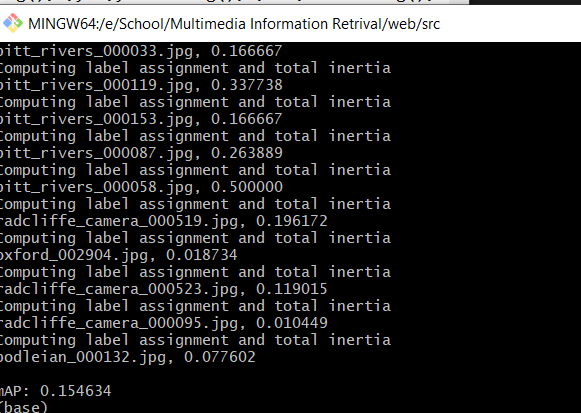 MINGW64:/e/School/Multimedia Information Retrival/web/src
pitt_rivers_000033.jpg, 0.166667
Computing label assignment and total inertia
pitt_rivers_000119.jpg, 0.337738
Computing label assignment and total inertia
pitt_rivers_000153.jpg, 0.166667
Computing label assignment and total inertia
pitt_rivers_000087.jpg, 0.263889
Computing label assignment and total inertia
pitt_rivers_000058.jpg, 0.500000
Computing label assignment and total inertia
radcliffe_camera_000519.jpg, 0.196172
Computing label assignment and total inertia
oxford_002904.jpg, 0.018734
Computing label assignment and total inertia
radcliffe_camera_000523.jpg, 0.119015
Computing label assignment and total inertia
radcliffe_camera_000095.jpg, 0.010449
Computing label assignment and total inertia
bodleian_000132.jpg, 0.077602
mAP: 0.154634
(base)